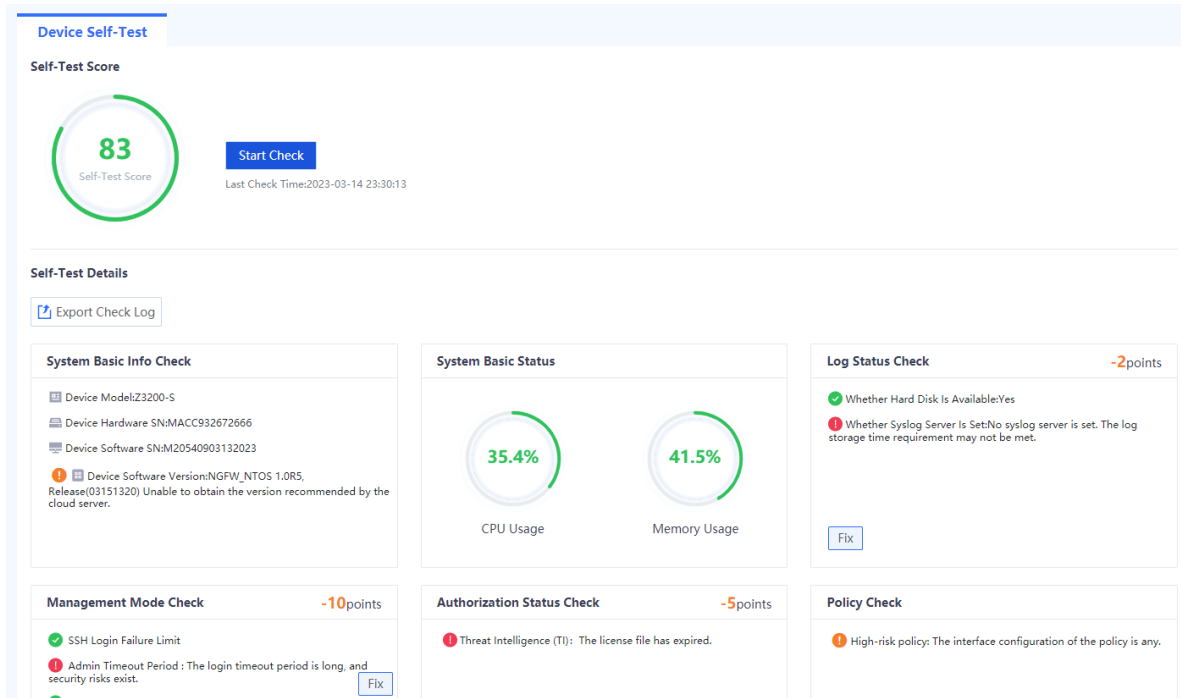 Device Self-Test
Self-Test Score
83
Self-Test Score
Start Check
Last Check Time:2023-03-14 23:30:13
Self-Test Details
Export Check Log
System Basic Info Check
Device Model:Z3200-S
Device Hardware SN:MACC932672666
Device Software SN:M20540903132023
Device Software Version:NGFW_NTOS 1.0R5,
Release(03151320) Unable to obtain the version recommended by the
cloud server.
System Basic Status
35.4%
CPU Usage
41.5%
Memory Usage
Log Status Check
-2points
Whether Hard Disk Is Available:Yes
Whether Syslog Server Is Set:No syslog server is set. The log
storage time requirement may not be met.
Fix
Management Mode Check
-10points
SSH Login Failure Limit
Admin Timeout Period : The login timeout period is long, and
security risks exist.
Fix
Authorization Status Check
-5points
Threat Intelligence (TI): The license file has expired.
Policy Check
High-risk policy: The interface configuration of the policy is any.